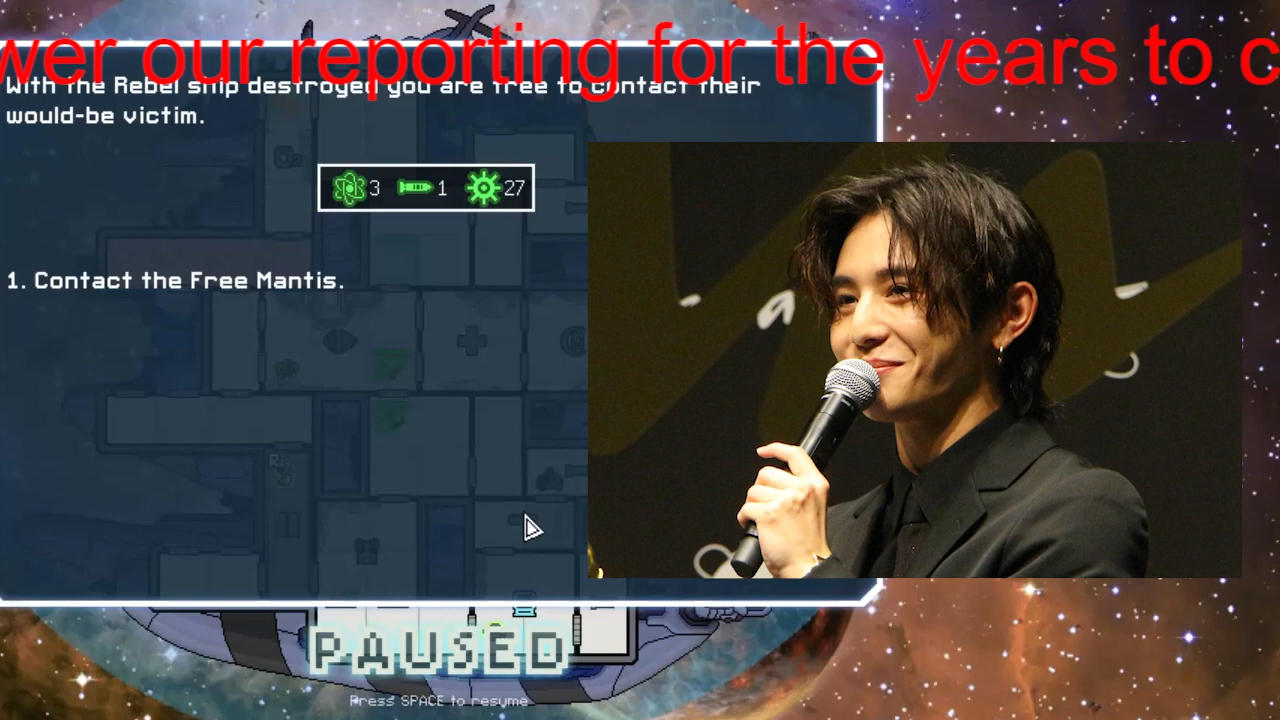 wer our reporting for the years to c
With the Rebel ship destroyed you are free to contact their
would-be victim.
3 1 27
1. Contact the Free Mantis.
PAUSED
Press SPACE to resume